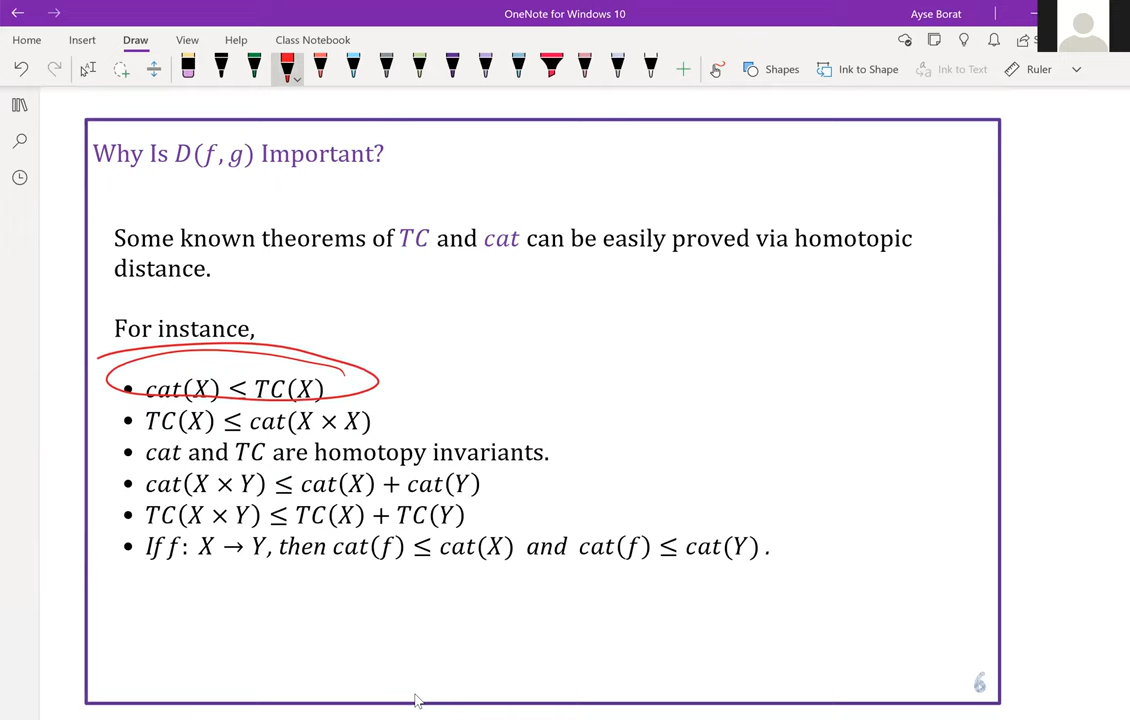 OneNote for Windows 10
Ayse Borat
Home Insert Draw View Help Class Notebook
Shapes Ink to Shape Ink to Text Ruler
Why Is D(f, g) Important?
Some known theorems of TC and cat can be easily proved via homotopic
distance.
For instance,
• cat(X) < TC(X)
• TC(X) ≤ cat(X × X)
• cat and TC are homotopy invariants.
• cat(X × Y) ≤ cat(X) + cat(Y)
• TC(X × Y) ≤ TC(X) + TC(Y)
• If f: X → Y, then cat(f) ≤ cat(X) and cat(f) ≤ cat(Y).
6